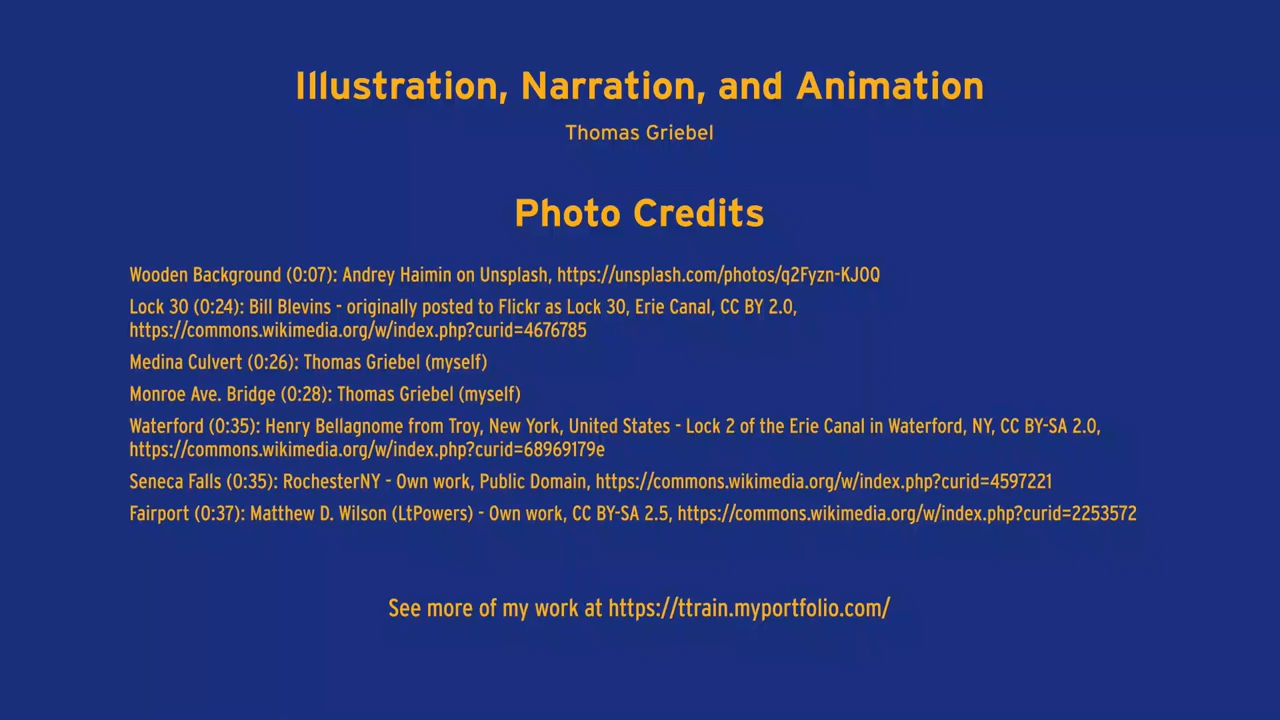 Illustration, Narration, and Animation
Thomas Griebel
Photo Credits
Wooden Background (0:07): Andrey Haimin on Unsplash, https://unsplash.com/photos/q2Fyzn-KJ0Q
Lock 30 (0:24): Bill Blevins - originally posted to Flickr as Lock 30, Erie Canal, CC BY 2.0,
https://commons.wikimedia.org/w/index.php?curid=4676785
Medina Culvert (0:26): Thomas Griebel (myself)
Monroe Ave. Bridge (0:28): Thomas Griebel (myself)
Waterford (0:35): Henry Bellagnome from Troy, New York, United States - Lock 2 of the Erie Canal in Waterford, NY, CC BY-SA 2.0,
https://commons.wikimedia.org/w/index.php?curid=68969179e
Seneca Falls (0:35): RochesterNY - Own work, Public Domain, https://commons.wikimedia.org/w/index.php?curid=4597221
Fairport (0:37): Matthew D. Wilson (LtPowers) - Own work, CC BY-SA 2.5, https://commons.wikimedia.org/w/index.php?curid=2253572
See more of my work at https://ttrain.myportfolio.com/